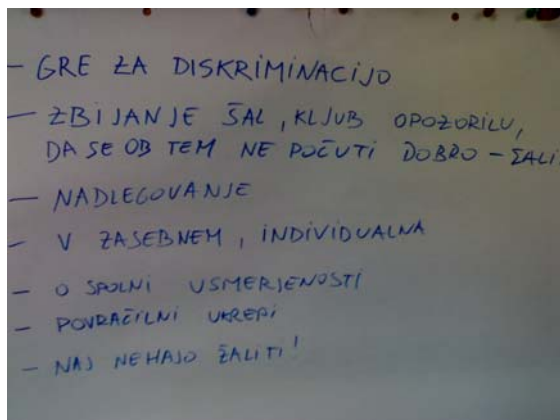 - GRE ZA DISKRIMINACIJO
- ZBIJANJE ŠAL, KLJUB OPOZORILU,
DA SE OB TEM NE POČUTI DOBRO - ŽALI
- NADLEGOVANJE
- V ZASEBNEM, INDIVIDUALNA
- O SPOLNI USMERJENOSTI
- POVRAČILNI UKREPI
- NAJ NEHAJO ŽALITI!